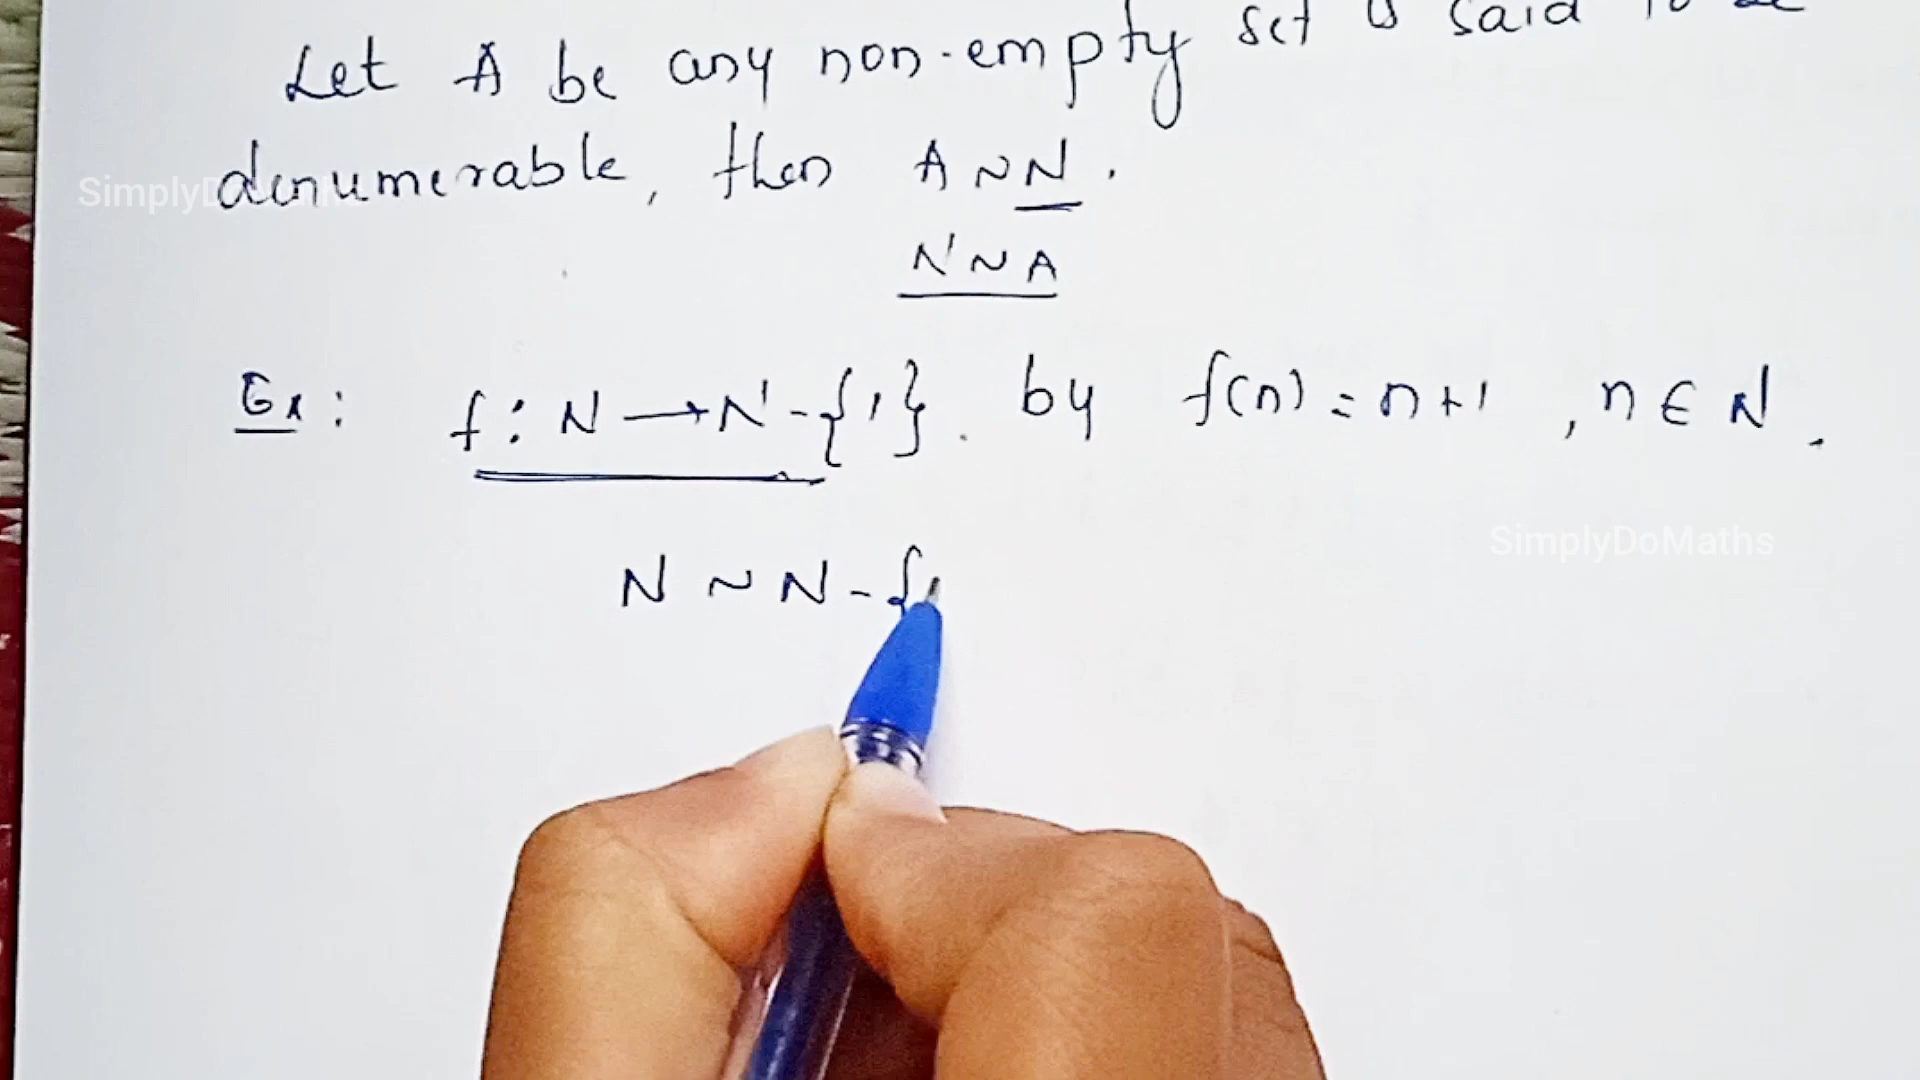 Let A be any non-empty set is said to be
denumerable, then A ~ N.
N ~ A
Ex: f: N → N - {1}. by f(n) = n+1, n ∈ N.
N ~ N - {
SimplyDoMaths